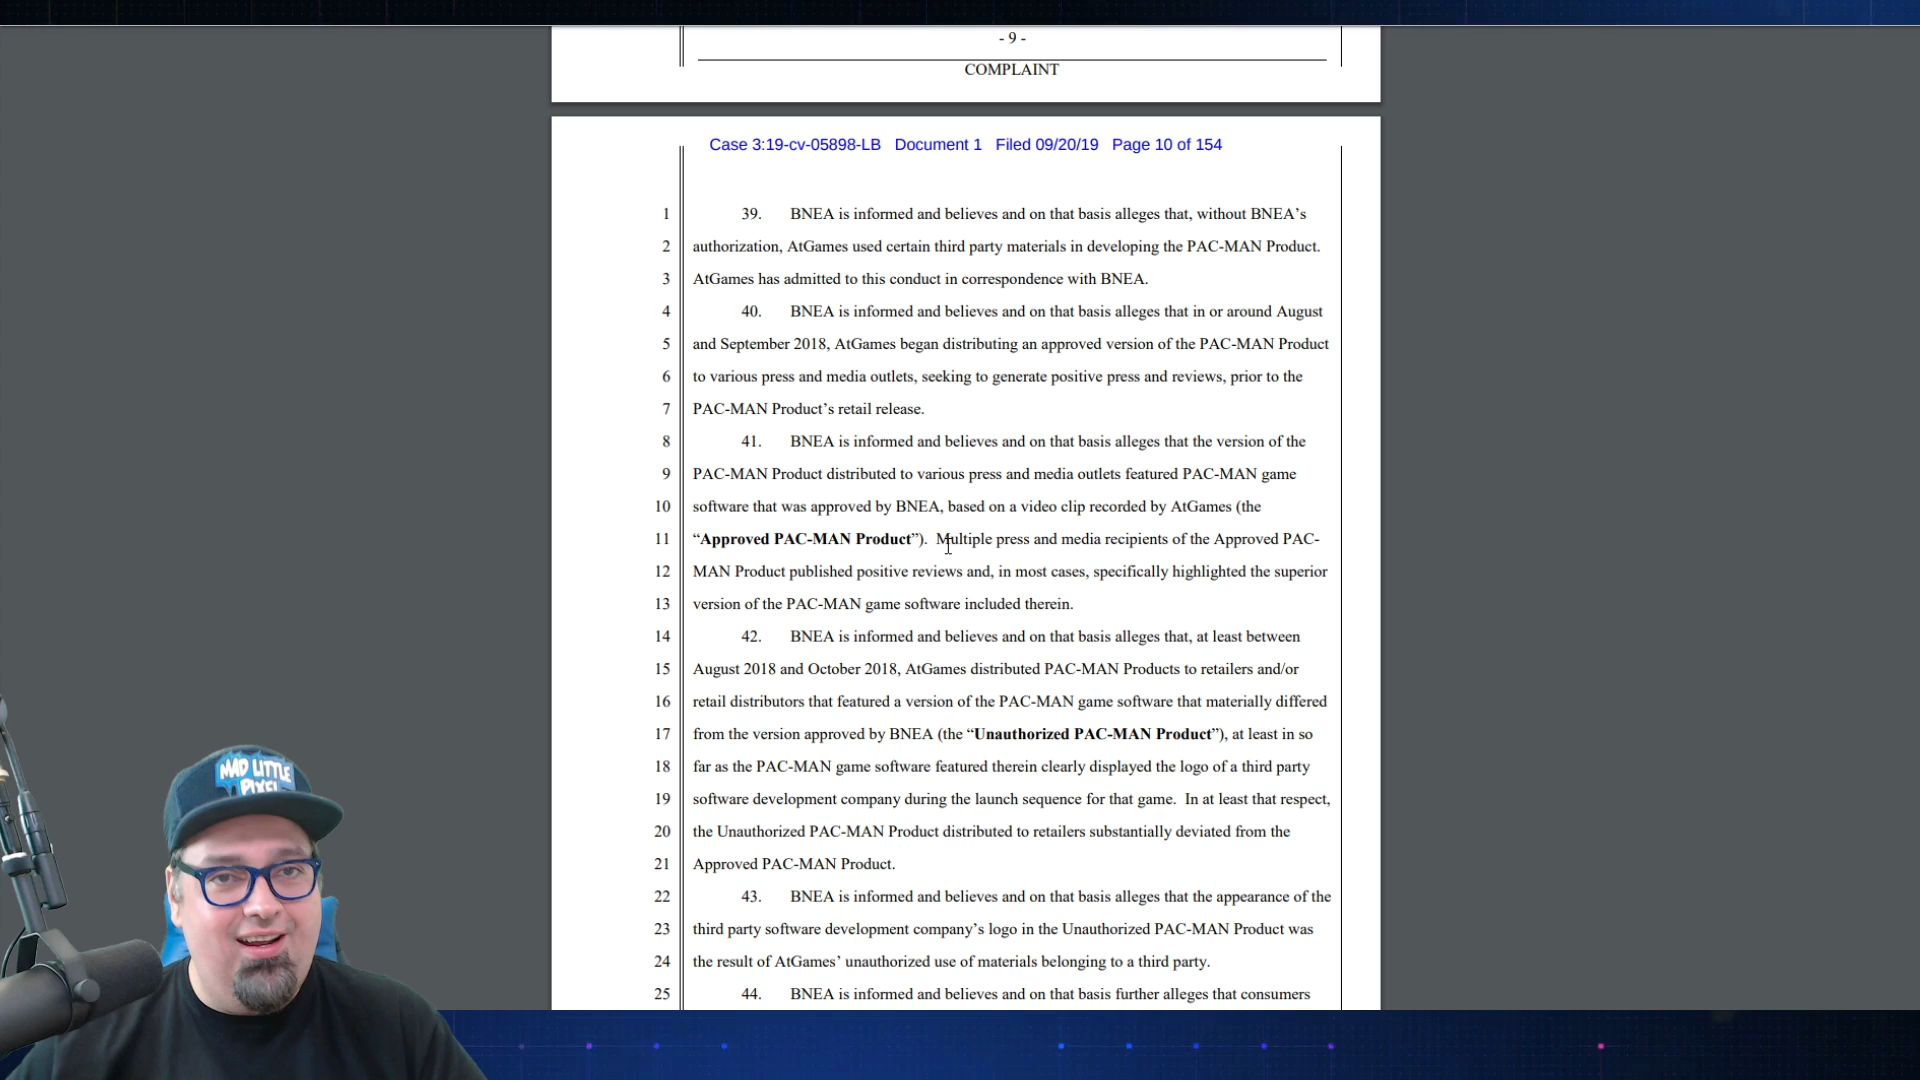 - 9 -
COMPLAINT
Case 3:19-cv-05898-LB Document 1 Filed 09/20/19 Page 10 of 154
1 39. BNEA is informed and believes and on that basis alleges that, without BNEA’s
2 authorization, AtGames used certain third party materials in developing the PAC-MAN Product.
3 AtGames has admitted to this conduct in correspondence with BNEA.
4 40. BNEA is informed and believes and on that basis alleges that in or around August
5 and September 2018, AtGames began distributing an approved version of the PAC-MAN Product
6 to various press and media outlets, seeking to generate positive press and reviews, prior to the
7 PAC-MAN Product’s retail release.
8 41. BNEA is informed and believes and on that basis alleges that the version of the
9 PAC-MAN Product distributed to various press and media outlets featured PAC-MAN game
10 software that was approved by BNEA, based on a video clip recorded by AtGames (the
11 “Approved PAC-MAN Product”). Multiple press and media recipients of the Approved PAC-
12 MAN Product published positive reviews and, in most cases, specifically highlighted the superior
13 version of the PAC-MAN game software included therein.
14 42. BNEA is informed and believes and on that basis alleges that, at least between
15 August 2018 and October 2018, AtGames distributed PAC-MAN Products to retailers and/or
16 retail distributors that featured a version of the PAC-MAN game software that materially differed
17 from the version approved by BNEA (the “Unauthorized PAC-MAN Product”), at least in so
18 far as the PAC-MAN game software featured therein clearly displayed the logo of a third party
19 software development company during the launch sequence for that game. In at least that respect,
20 the Unauthorized PAC-MAN Product distributed to retailers substantially deviated from the
21 Approved PAC-MAN Product.
22 43. BNEA is informed and believes and on that basis alleges that the appearance of the
23 third party software development company’s logo in the Unauthorized PAC-MAN Product was
24 the result of AtGames’ unauthorized use of materials belonging to a third party.
25 44. BNEA is informed and believes and on that basis further alleges that consumers
MAD LITTLE
PIXEL